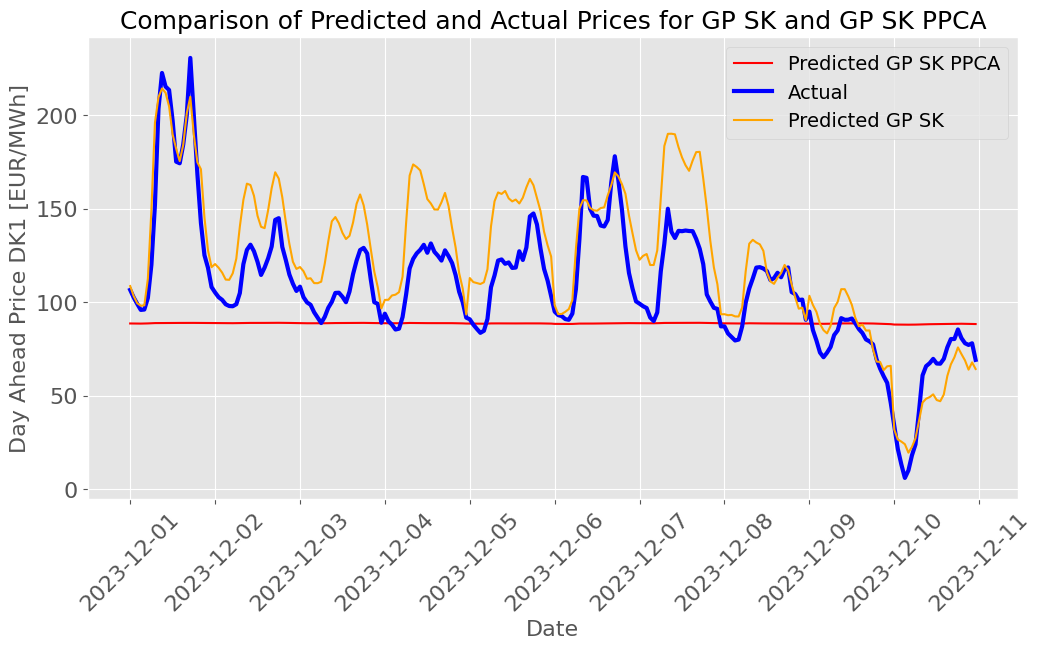 Comparison of Predicted and Actual Prices for GP SK and GP SK PPCA
Predicted GP SK PPCA
Actual
Predicted GP SK
Day Ahead Price DK1 [EUR/MWh]
200
150
100
50
0
2023-12-01
2023-12-02
2023-12-03
2023-12-04
2023-12-05
2023-12-06
2023-12-07
2023-12-08
2023-12-09
2023-12-10
2023-12-11
Date